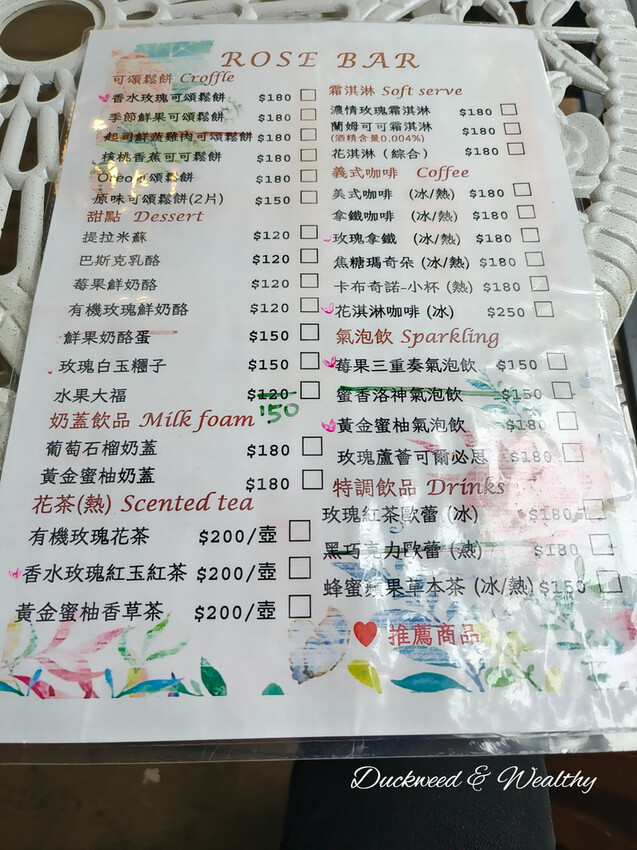 ROSE BAR
可頌鬆餅 Croffle
香水玫瑰可頌鬆餅 $180
季節鮮果可頌鬆餅 $180
起司鮮蔬雞肉可頌鬆餅 $180
核桃香蕉可可鬆餅 $180
Oreo可頌鬆餅 $180
原味可頌鬆餅(2片) $150
甜點 Dessert
提拉米蘇 $120
巴斯克乳酪 $120
莓果鮮奶酪 $120
有機玫瑰鮮奶酪 $120
鮮果奶酪蛋 $150
玫瑰白玉糰子 $150
水果大福 $120
150
奶蓋飲品 Milk foam
葡萄石榴奶蓋 $180
黃金蜜柚奶蓋 $180
花茶(熱) Scented tea
有機玫瑰花茶 $200/壺
香水玫瑰紅玉紅茶 $200/壺
黃金蜜柚香草茶 $200/壺
霜淇淋 Soft serve
濃情玫瑰霜淇淋 $180
蘭姆可可霜淇淋 $180
(酒精含量0.004%)
花淇淋（綜合） $180
義式咖啡 Coffee
美式咖啡 (冰/熱) $180
拿鐵咖啡 (冰/熱) $180
玫瑰拿鐵 (冰/熱) $180
焦糖瑪奇朵 (冰/熱) $180
卡布奇諾-小杯 (熱) $180
花淇淋咖啡 (冰) $250
氣泡飲 Sparkling
莓果三重奏氣泡飲 $150
蜜香洛神氣泡飲 $150
黃金蜜柚氣泡飲 $180
玫瑰蘆薈可爾必思 $180
特調飲品 Drinks
玫瑰紅茶歐蕾 (冰) $180
黑巧克力歐蕾 (熱) $180
蜂蜜蘋果草本茶 (冰/熱) $150
推薦商品
Duckweed & Wealthy